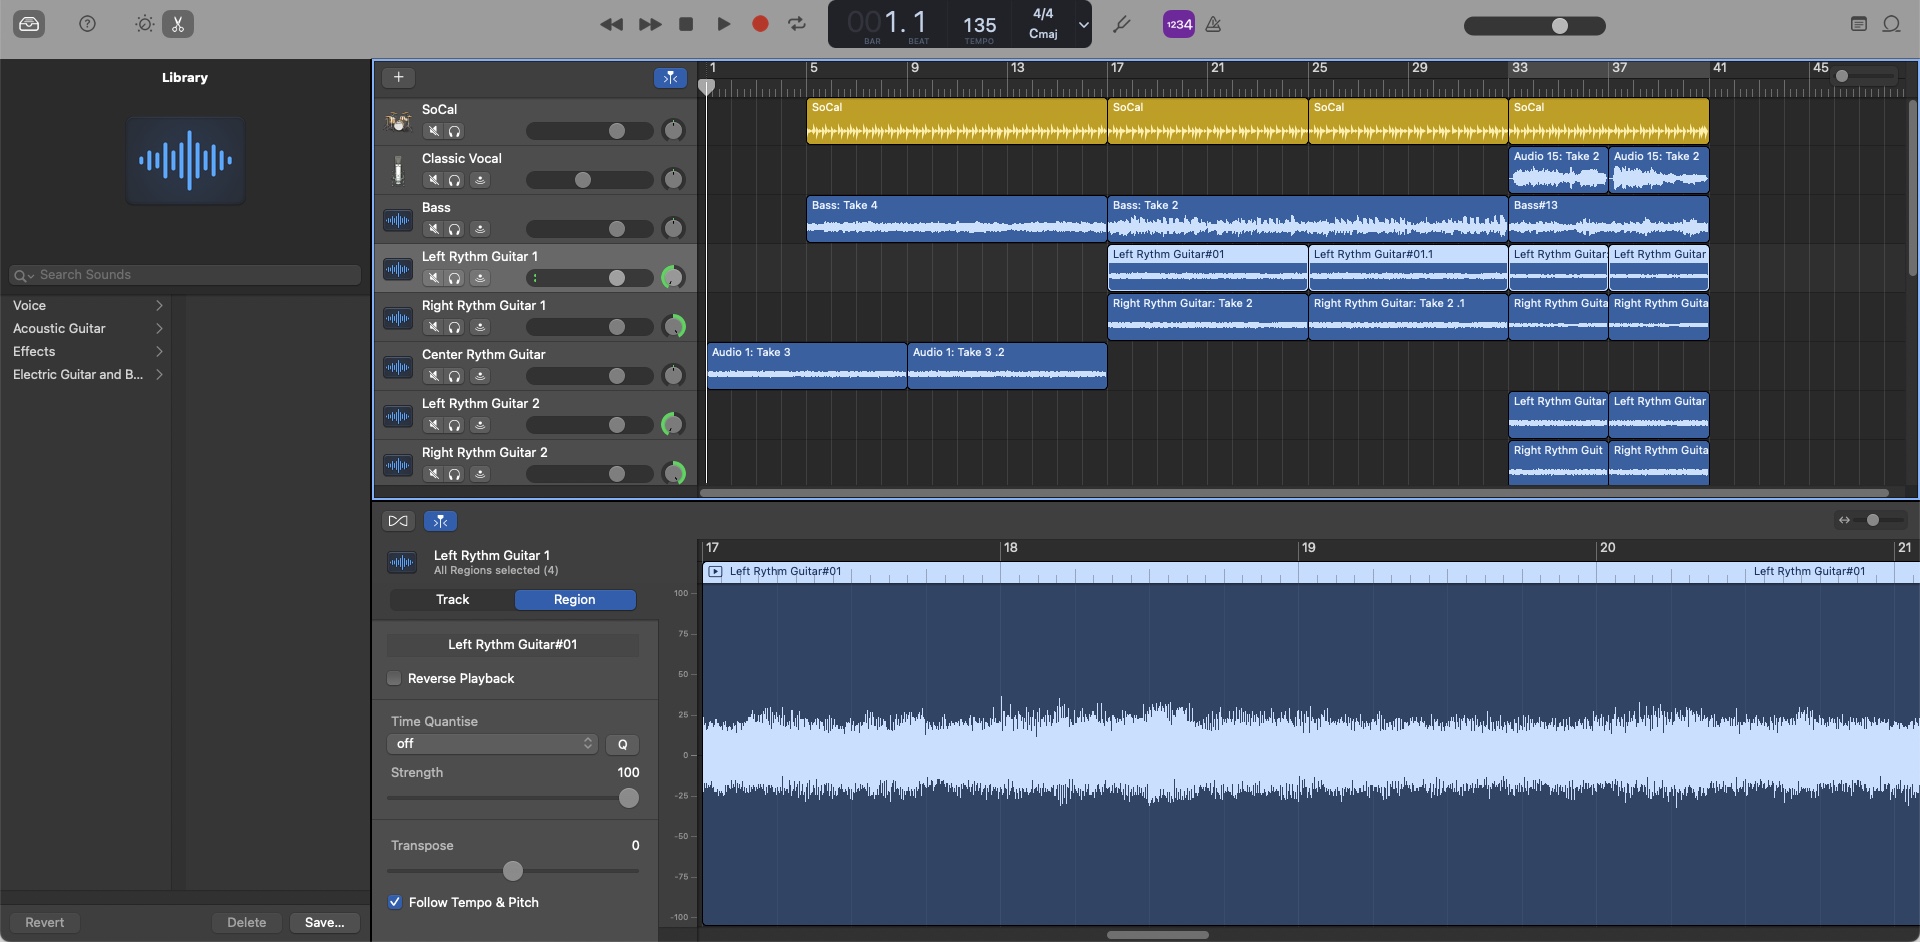 001.1
BAR
BEAT
135
TEMPO
4/4
Cmaj
1234
Library
Search Sounds
Voice
Acoustic Guitar
Effects
Electric Guitar and B...
Revert
Delete
Save...
1 5 9 13 17 21 25 29 33 37 41 45
SoCal
SoCal SoCal SoCal SoCal
Classic Vocal
Audio 15: Take 2 Audio 15: Take 2
Bass
Bass: Take 4 Bass: Take 2 Bass#13
Left Rythm Guitar 1
Left Rythm Guitar#01 Left Rythm Guitar#01.1 Left Rythm Guitar: Left Rythm Guitar
Right Rythm Guitar 1
Right Rythm Guitar: Take 2 Right Rythm Guitar: Take 2 .1 Right Rythm Guita Right Rythm Guita
Center Rythm Guitar
Audio 1: Take 3 Audio 1: Take 3 .2
Left Rythm Guitar 2
Left Rythm Guitar Left Rythm Guitar
Right Rythm Guitar 2
Right Rythm Guit Right Rythm Guita
Left Rythm Guitar 1
All Regions selected (4)
Track Region
Left Rythm Guitar#01
Reverse Playback
Time Quantise
off
Q
Strength 100
Transpose 0
Follow Tempo & Pitch
17 18 19 20 21
Left Rythm Guitar#01 Left Rythm Guitar#01
100
75
50
25
0
-25
-50
-75
-100